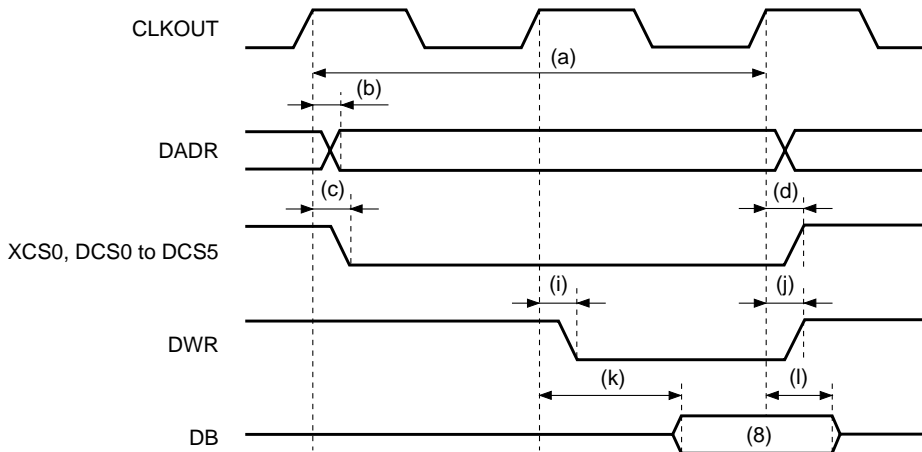 CLKOUT
(a)
(b)
DADR
(c)
(d)
XCS0, DCS0 to DCS5
(i)
(j)
DWR
(k)
(l)
DB
(8)